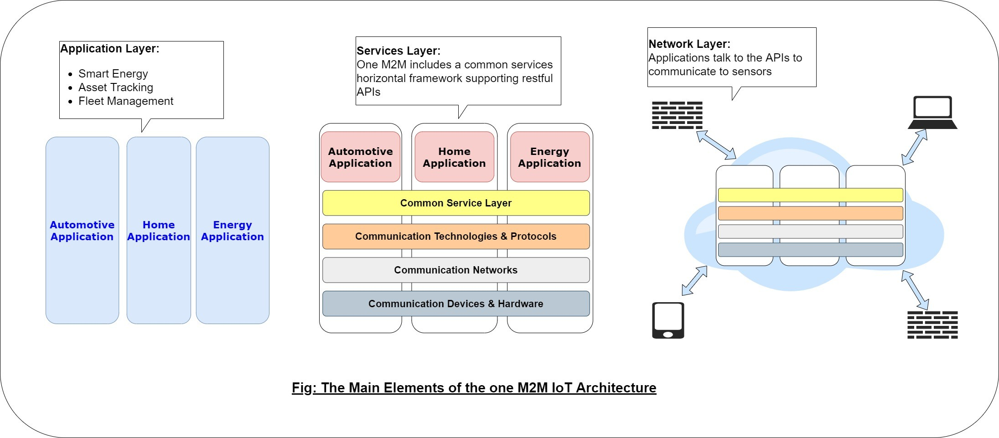 Application Layer:
Smart Energy
Asset Tracking
Fleet Management
Automotive
Application
Home
Application
Energy
Application
Services Layer:
One M2M includes a common services
horizontal framework supporting restful
APIs
Automotive
Application
Home
Application
Energy
Application
Common Service Layer
Communication Technologies & Protocols
Communication Networks
Communication Devices & Hardware
Network Layer:
Applications talk to the APIs to
communicate to sensors
Fig: The Main Elements of the one M2M IoT Architecture